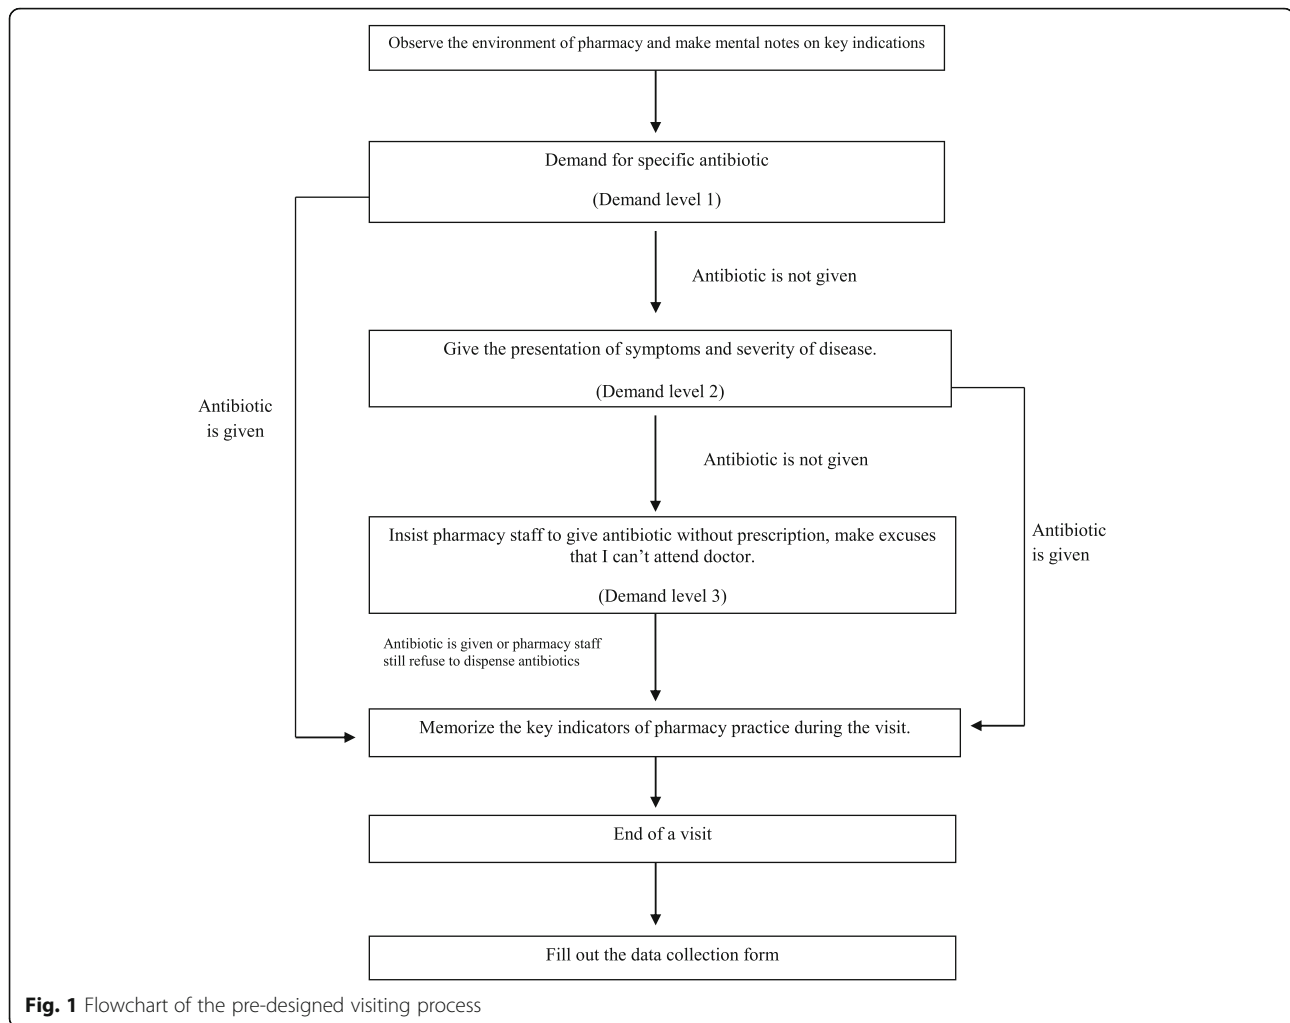 Observe the environment of pharmacy and make mental notes on key indications
Demand for specific antibiotic
(Demand level 1)
Antibiotic is not given
Give the presentation of symptoms and severity of disease.
(Demand level 2)
Antibiotic
is given
Antibiotic is not given
Insist pharmacy staff to give antibiotic without prescription, make excuses
that I can't attend doctor.
(Demand level 3)
Antibiotic
is given
Antibiotic is given or pharmacy staff
still refuse to dispense antibiotics
Memorize the key indicators of pharmacy practice during the visit.
End of a visit
Fill out the data collection form
Fig. 1 Flowchart of the pre-designed visiting process